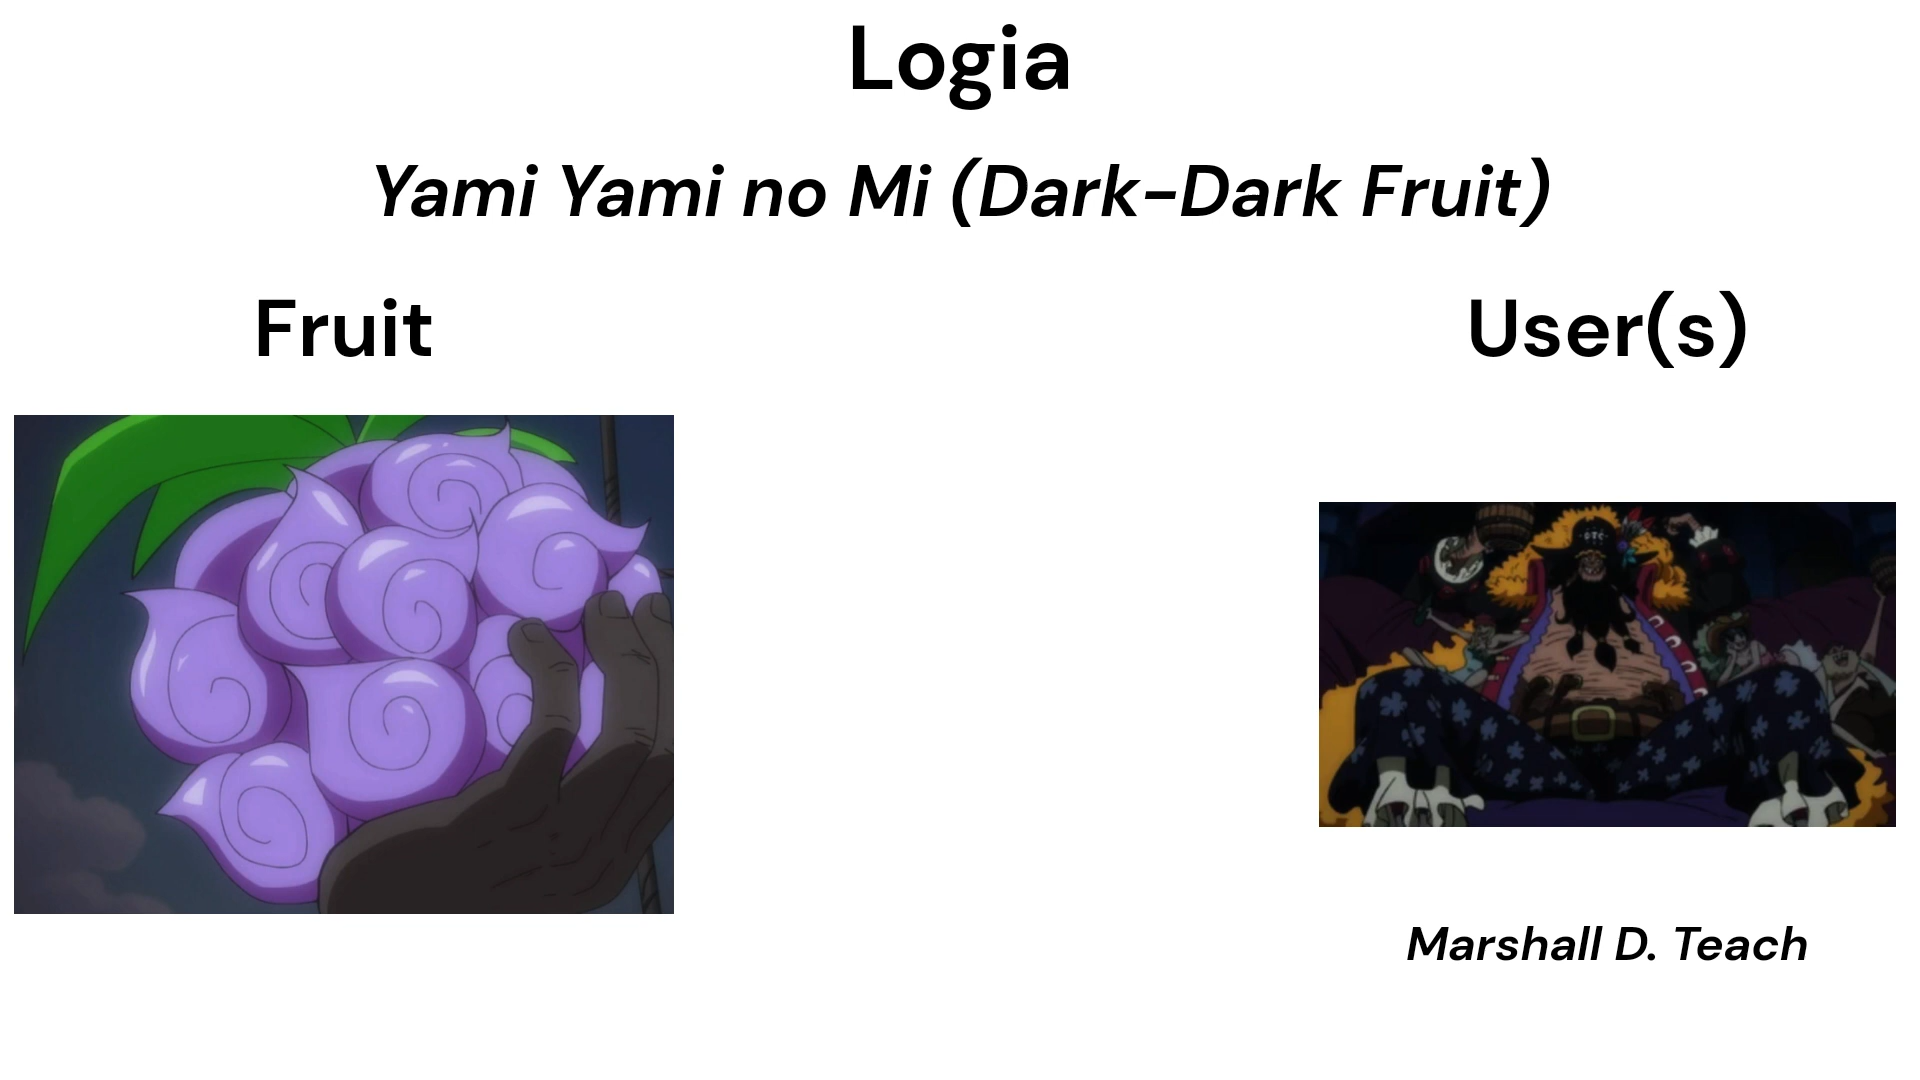 Logia
Yami Yami no Mi (Dark-Dark Fruit)
Fruit
User(s)
Marshall D. Teach